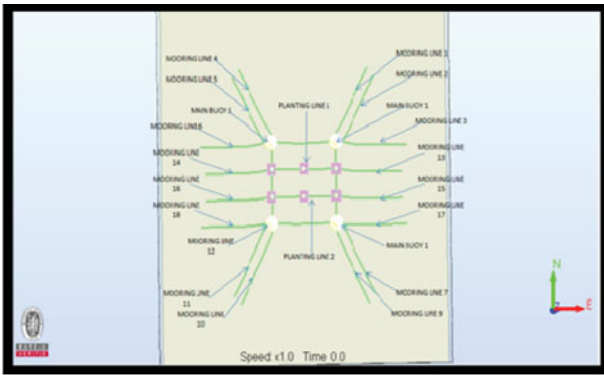 MOORING LINE 4
MOORING LINE 1
MOORING LINE 5
MOORING LINE 2
MAIN BUOY 1
PLANTING LINE 1
MAIN BUOY 1
MOORING LINE 6
MOORING LINE 3
MOORING LINE
14
MOORING LINE
13
MOORING LINE
16
MOORING LINE
15
MOORING LINE
18
MOORING LINE
17
MOORING LINE
12
PLANTING LINE 2
MAIN BUOY 1
MOORING LINE
11
MOORING LINE 7
MOORING LINE
10
MOORING LINE 9
N
E
BUREAU
VERITAS
Speed: x1.0 Time 0.0